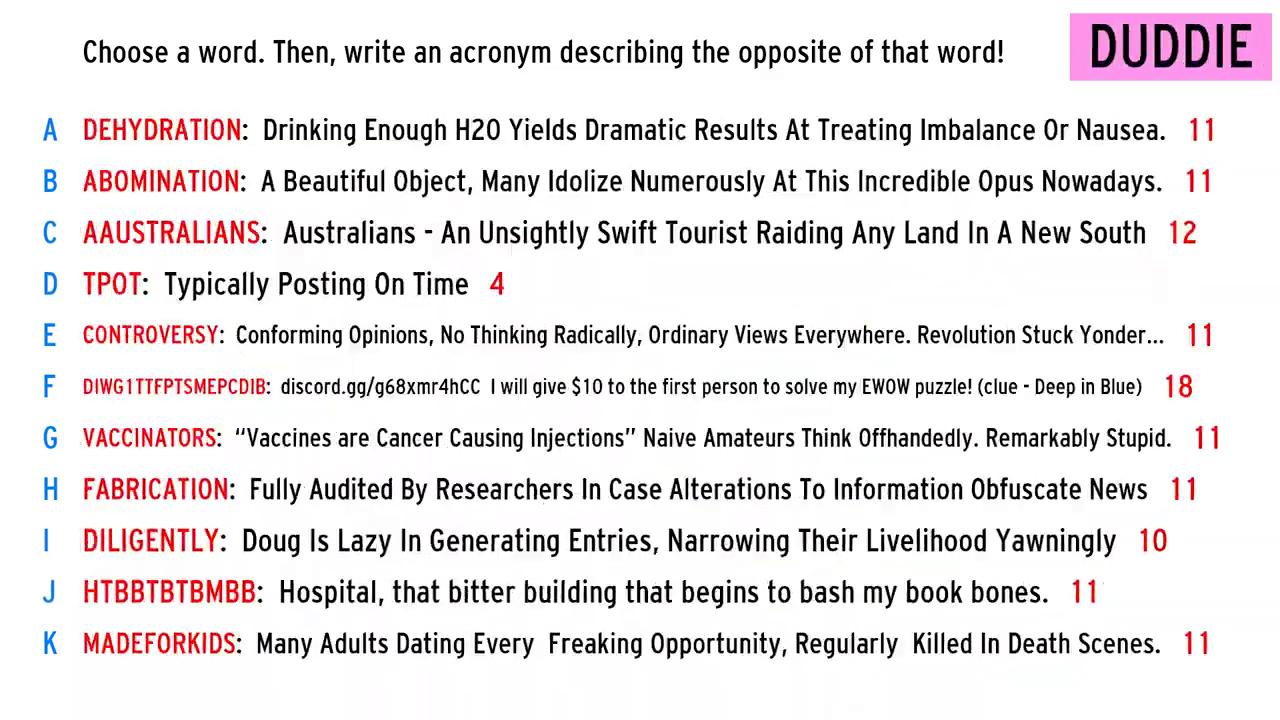 Choose a word. Then, write an acronym describing the opposite of that word!
DUDDIE
A DEHYDRATION: Drinking Enough H2O Yields Dramatic Results At Treating Imbalance Or Nausea. 11
B ABOMINATION: A Beautiful Object, Many Idolize Numerously At This Incredible Opus Nowadays. 11
C AAUSTRALIANS: Australians - An Unsightly Swift Tourist Raiding Any Land In A New South 12
D TPOT: Typically Posting On Time 4
E CONTROVERSY: Conforming Opinions, No Thinking Radically, Ordinary Views Everywhere. Revolution Stuck Yonder... 11
F DIWG1TTFPTSMEPCDIB: discord.gg/g68xmr4hCC I will give $10 to the first person to solve my EWOW puzzle! (clue - Deep in Blue) 18
G VACCINATORS: “Vaccines are Cancer Causing Injections” Naive Amateurs Think Offhandedly. Remarkably Stupid. 11
H FABRICATION: Fully Audited By Researchers In Case Alterations To Information Obfuscate News 11
I DILIGENTLY: Doug Is Lazy In Generating Entries, Narrowing Their Livelihood Yawningly 10
J HTBBTBTBMBB: Hospital, that bitter building that begins to bash my book bones. 11
K MADEFORKIDS: Many Adults Dating Every Freaking Opportunity, Regularly Killed In Death Scenes. 11